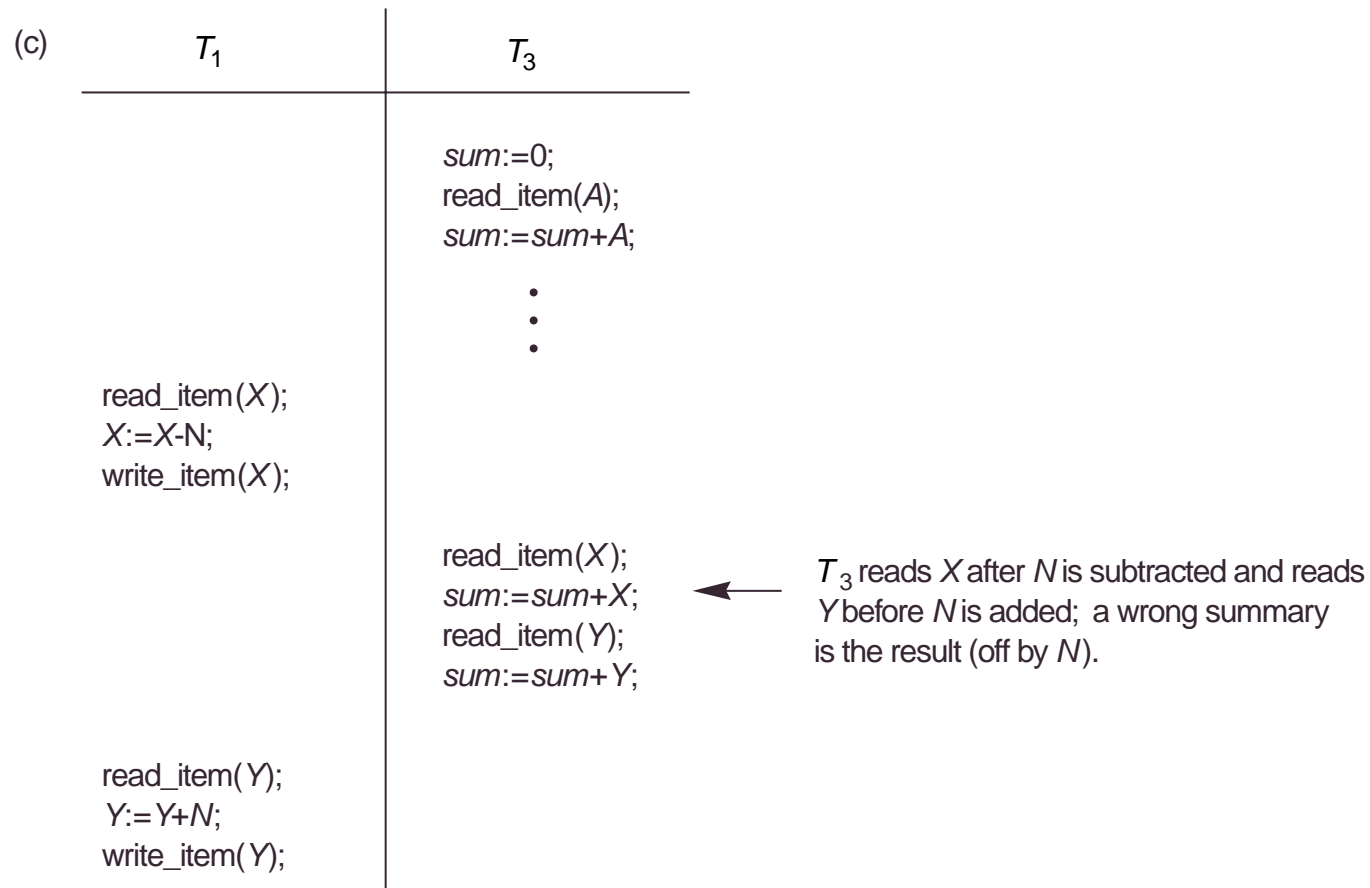 (c) T1 T3
sum:=0;
read_item(A);
sum:=sum+A;
read_item(X);
X:=X-N;
write_item(X);
read_item(X);
sum:=sum+X;
read_item(Y);
sum:=sum+Y;
T3 reads X after N is subtracted and reads
Y before N is added; a wrong summary
is the result (off by N).
read_item(Y);
Y:=Y+N;
write_item(Y);